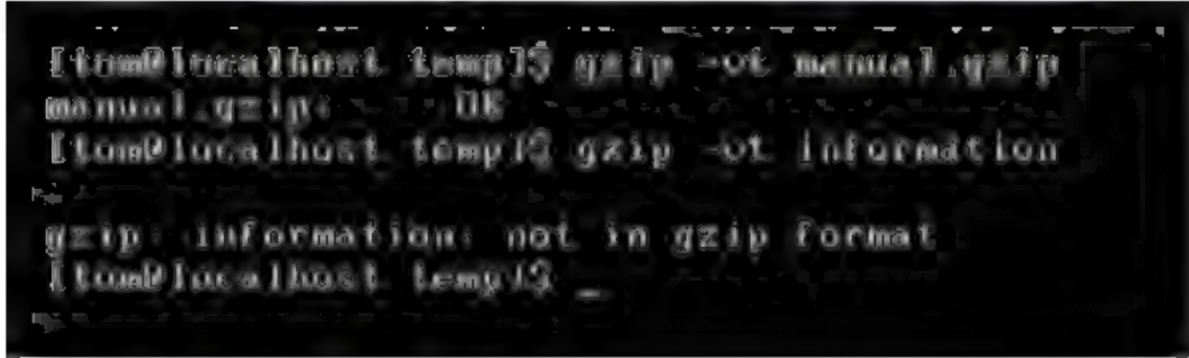 [tom@localhost temp]$ gzip -vt manual.gzip
manual.gzip: OK
[tom@localhost temp]$ gzip -vt information
gzip: information: not in gzip format
[tom@localhost temp]$ _